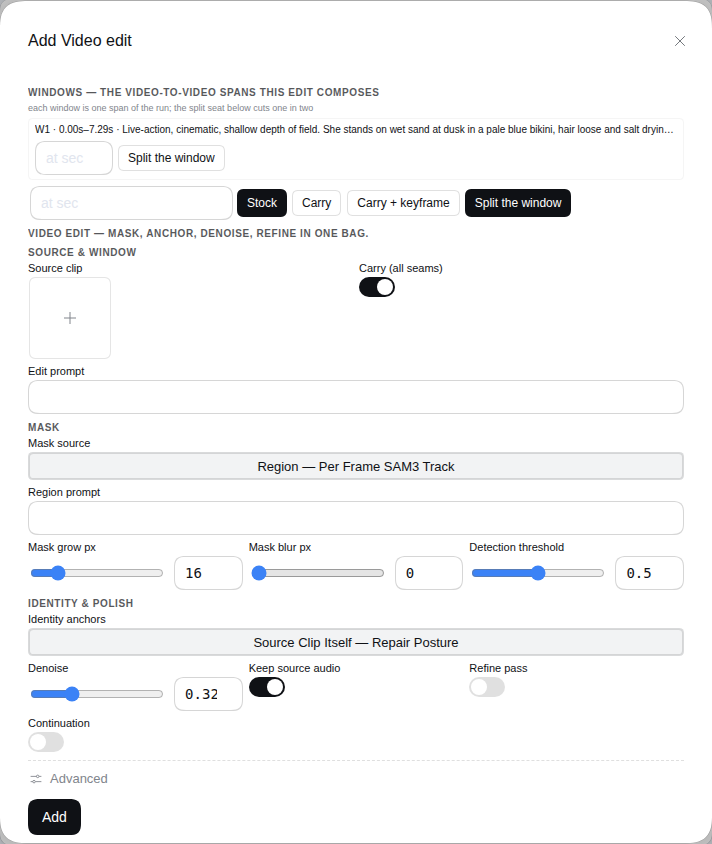 Add Video edit
WINDOWS — THE VIDEO-TO-VIDEO SPANS THIS EDIT COMPOSES
each window is one span of the run; the split seat below cuts one in two
W1 · 0.00s–7.29s · Live-action, cinematic, shallow depth of field. She stands on wet sand at dusk in a pale blue bikini, hair loose and salt dryin…
at sec Split the window
at sec Stock Carry Carry + keyframe Split the window
VIDEO EDIT — MASK, ANCHOR, DENOISE, REFINE IN ONE BAG.
SOURCE & WINDOW
Source clip Carry (all seams)
Edit prompt
MASK
Mask source
Region — Per Frame SAM3 Track
Region prompt
Mask grow px Mask blur px Detection threshold
16 0 0.5
IDENTITY & POLISH
Identity anchors
Source Clip Itself — Repair Posture
Denoise Keep source audio Refine pass
0.32
Continuation
Advanced
Add